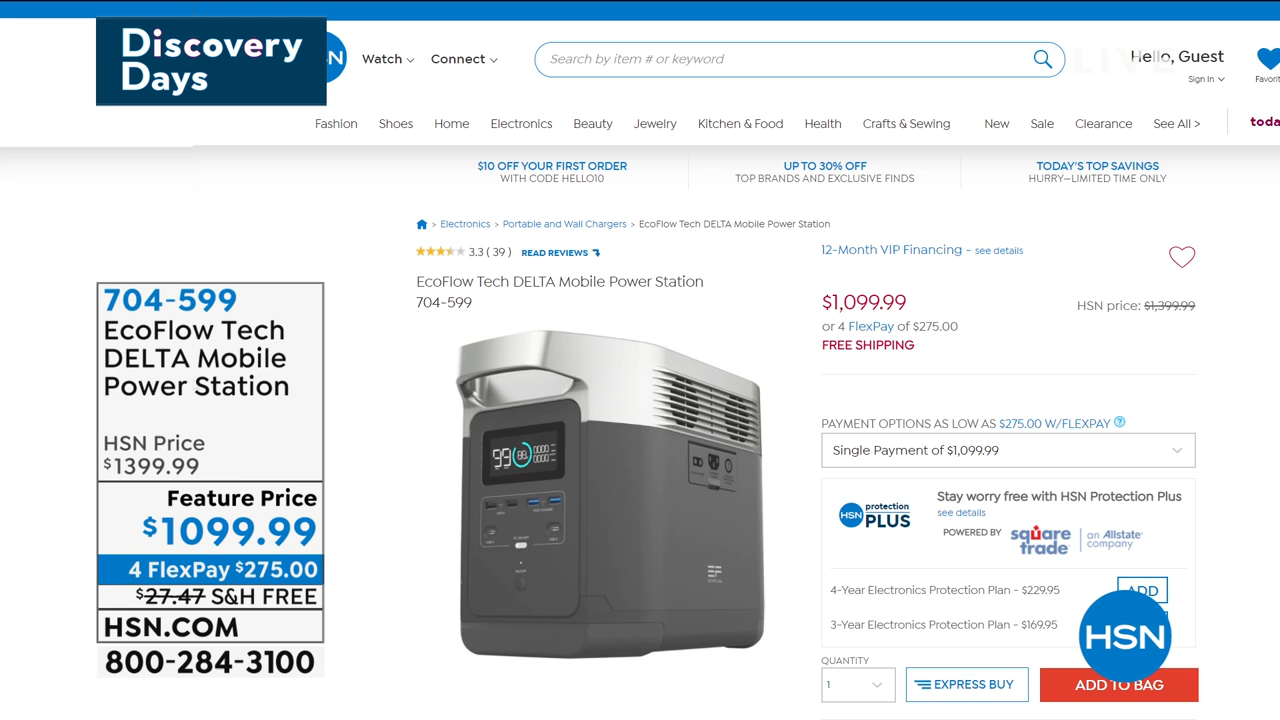 Discovery
Days
N
Watch
Connect
Search by item # or keyword
LIVE
Hello, Guest
Sign In
Favorit
Fashion
Shoes
Home
Electronics
Beauty
Jewelry
Kitchen & Food
Health
Crafts & Sewing
New
Sale
Clearance
See All >
toda
$10 OFF YOUR FIRST ORDER
WITH CODE HELLO10
UP TO 30% OFF
TOP BRANDS AND EXCLUSIVE FINDS
TODAY'S TOP SAVINGS
HURRY—LIMITED TIME ONLY
> Electronics > Portable and Wall Chargers > EcoFlow Tech DELTA Mobile Power Station
3.3 ( 39 ) READ REVIEWS
EcoFlow Tech DELTA Mobile Power Station
704-599
12-Month VIP Financing - see details
$1,099.99
HSN price: $1,399.99
or 4 FlexPay of $275.00
FREE SHIPPING
PAYMENT OPTIONS AS LOW AS $275.00 W/FLEXPAY ?
Single Payment of $1,099.99
HSN protection PLUS
Stay worry free with HSN Protection Plus
see details
POWERED BY
square trade
an Allstate company
4-Year Electronics Protection Plan - $229.95
ADD
3-Year Electronics Protection Plan - $169.95
HSN
QUANTITY
1
EXPRESS BUY
ADD TO BAG
704-599
EcoFlow Tech
DELTA Mobile
Power Station
HSN Price
$1399.99
Feature Price
$1099.99
4 FlexPay $275.00
$27.47 S&H FREE
HSN.COM
800-284-3100
99